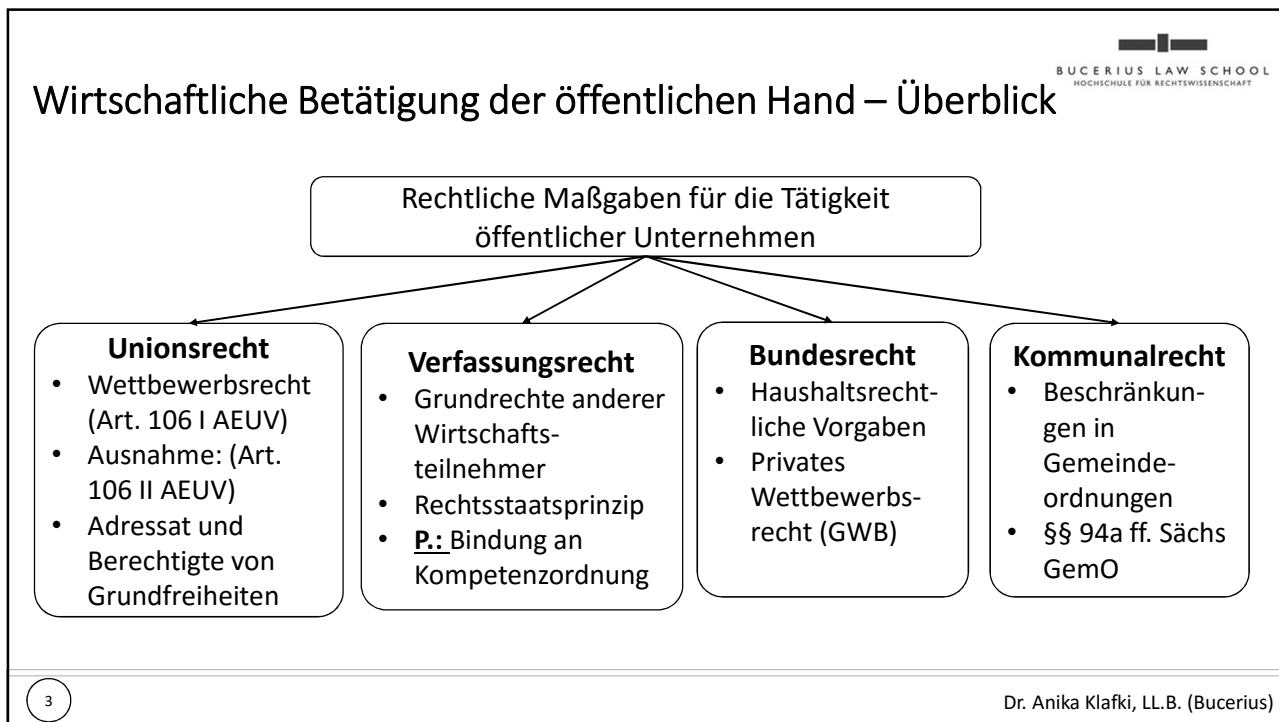 BUCERIUS LAW SCHOOL
HOCHSCHULE FÜR RECHTSWISSENSCHAFT
Wirtschaftliche Betätigung der öffentlichen Hand – Überblick
Rechtliche Maßgaben für die Tätigkeit
öffentlicher Unternehmen
Unionsrecht
• Wettbewerbsrecht
(Art. 106 I AEUV)
• Ausnahme: (Art.
106 II AEUV)
• Adressat und
Berechtigte von
Grundfreiheiten
Verfassungsrecht
• Grundrechte anderer
Wirtschafts-
teilnehmer
• Rechtsstaatsprinzip
• P.: Bindung an
Kompetenzordnung
Bundesrecht
• Haushaltsrecht-
liche Vorgaben
• Privates
Wettbewerbs-
recht (GWB)
Kommunalrecht
• Beschränkun-
gen in
Gemeinde-
ordnungen
• §§ 94a ff. Sächs
GemO
3
Dr. Anika Klafki, LL.B. (Bucerius)